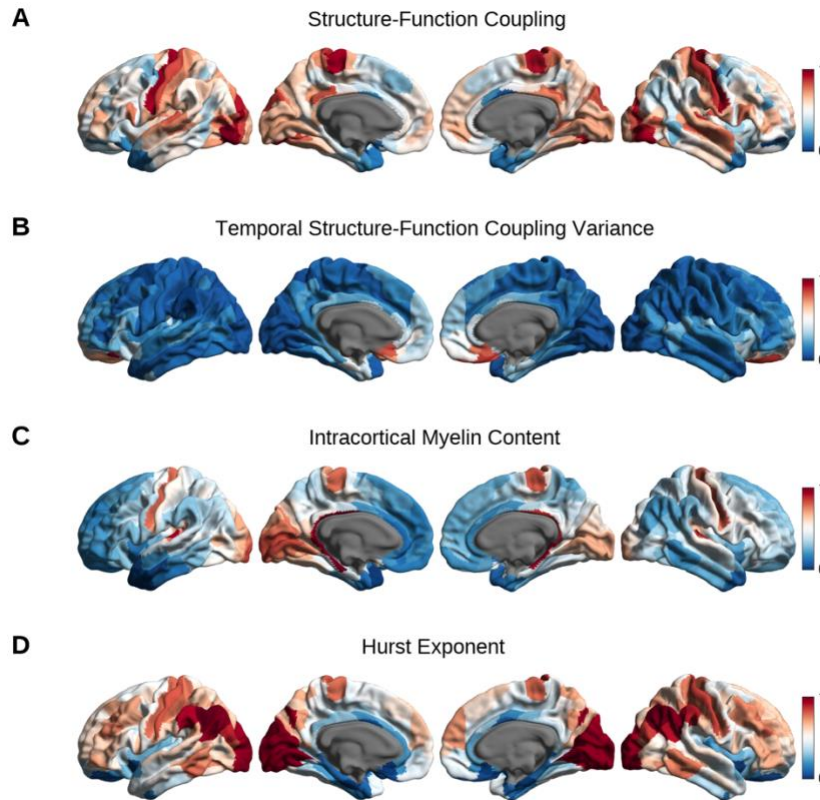 A
Structure-Function Coupling
B
Temporal Structure-Function Coupling Variance
C
Intracortical Myelin Content
D
Hurst Exponent